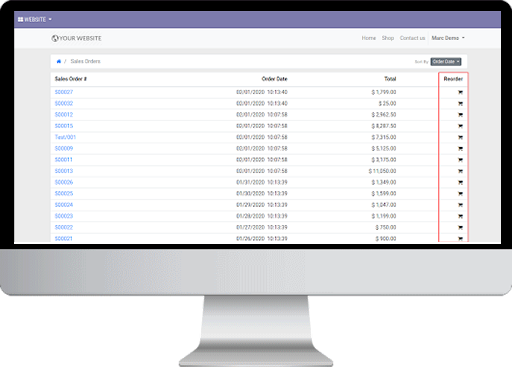 WEBSITE
YOUR WEBSITE Home Shop Contact us Marc Demo
/ Sales Orders Sort By: Order Date
Sales Order # Order Date Total Reorder
S00027 02/01/2020 10:13:40 $ 1,799.00
S00032 02/01/2020 10:13:40 $ 25.00
S00012 02/01/2020 10:07:58 $ 2,962.50
S00015 02/01/2020 10:07:58 $ 8,287.50
Test/001 02/01/2020 10:07:58 $ 7,315.00
S00009 02/01/2020 10:07:58 $ 5,125.00
S00011 02/01/2020 10:07:58 $ 3,175.00
S00013 02/01/2020 10:07:58 $ 11,050.00
S00026 01/31/2020 10:13:39 $ 1,349.00
S00025 01/30/2020 10:13:39 $ 1,599.00
S00024 01/29/2020 10:13:39 $ 1,847.00
S00023 01/28/2020 10:13:39 $ 1,199.00
S00022 01/27/2020 10:13:39 $ 750.00
S00021 01/26/2020 10:13:39 $ 900.00